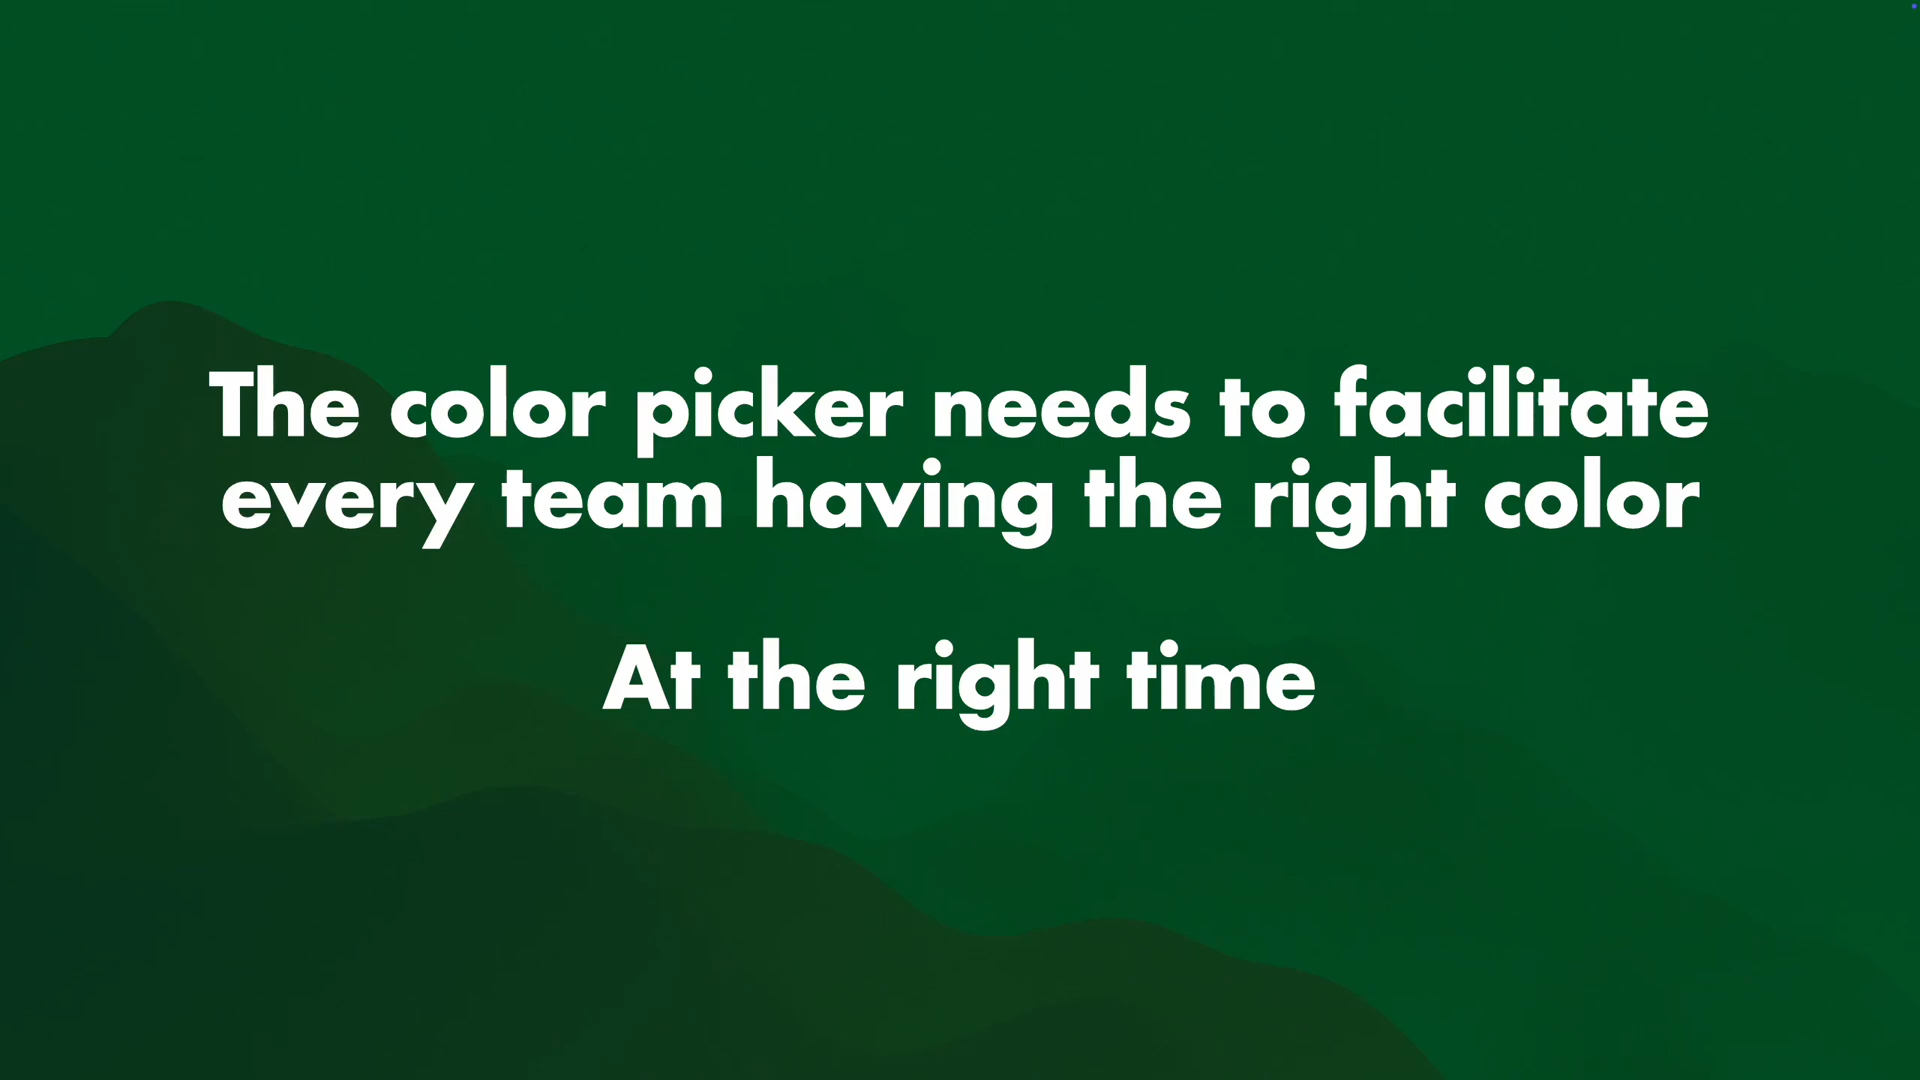 The color picker needs to facilitate
every team having the right color
At the right time